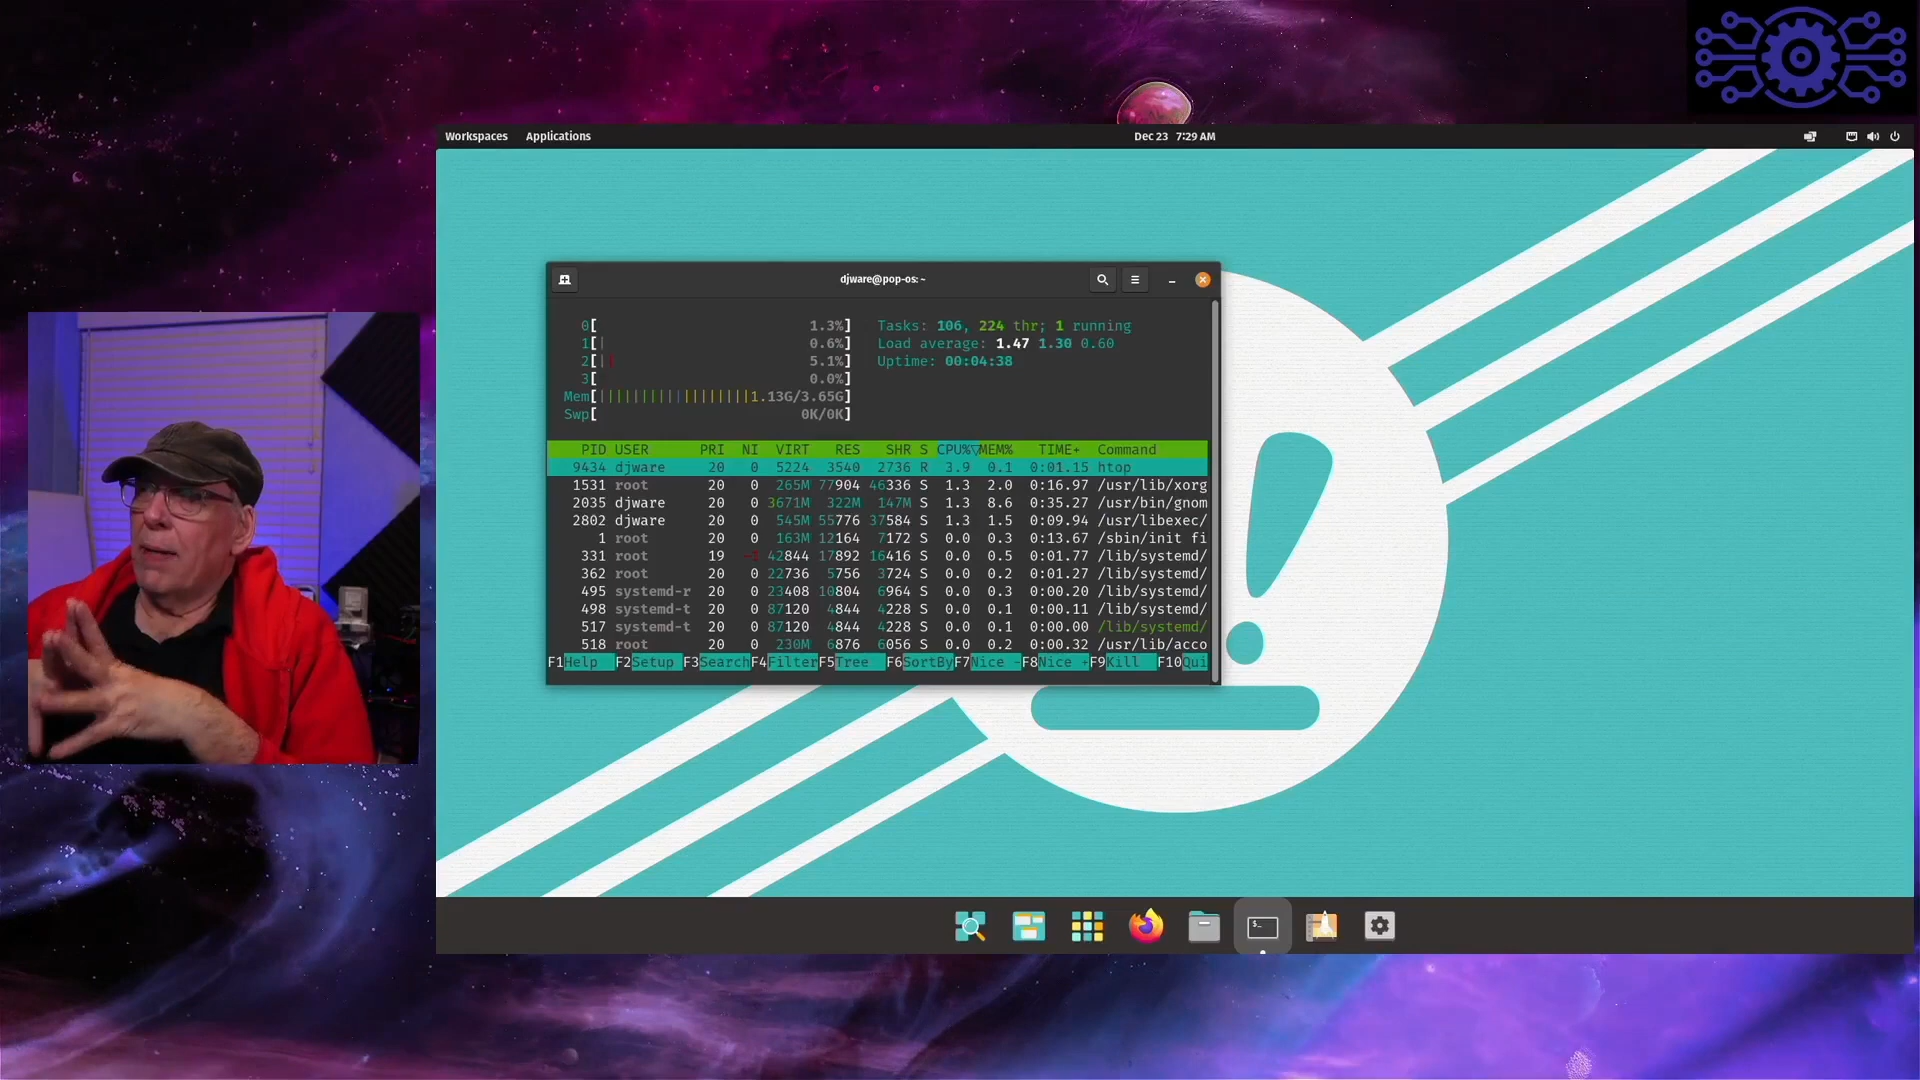 Workspaces Applications Dec 23 7:29 AM
djware@pop-os: ~
0[ 1.3%] Tasks: 106, 224 thr; 1 running
1[| 0.6%] Load average: 1.47 1.30 0.60
2[|| 5.1%] Uptime: 00:04:38
3[ 0.0%]
Mem[|||||||||||||||||||1.13G/3.65G]
Swp[ 0K/0K]
PID USER PRI NI VIRT RES SHR S CPU%▽MEM% TIME+ Command
9434 djware 20 0 5224 3540 2736 R 3.9 0.1 0:01.15 htop
1531 root 20 0 265M 77904 46336 S 1.3 2.0 0:16.97 /usr/lib/xorg
2035 djware 20 0 3671M 322M 147M S 1.3 8.6 0:35.27 /usr/bin/gnom
2802 djware 20 0 545M 55776 37584 S 1.3 1.5 0:09.94 /usr/libexec/
1 root 20 0 163M 12164 7172 S 0.0 0.3 0:13.67 /sbin/init fi
331 root 19 42844 17892 16416 S 0.0 0.5 0:01.77 /lib/systemd/
362 root 20 0 22736 5756 3724 S 0.0 0.2 0:01.27 /lib/systemd/
495 systemd-r 20 0 23408 10804 6964 S 0.0 0.3 0:00.20 /lib/systemd/
498 systemd-t 20 0 87120 4844 4228 S 0.0 0.1 0:00.11 /lib/systemd/
517 systemd-t 20 0 87120 4844 4228 S 0.0 0.1 0:00.00 /lib/systemd/
518 root 20 0 230M 6876 6056 S 0.0 0.2 0:00.32 /usr/lib/acco
F1Help F2Setup F3SearchF4FilterF5Tree F6SortByF7Nice -F8Nice +F9Kill F10Qui